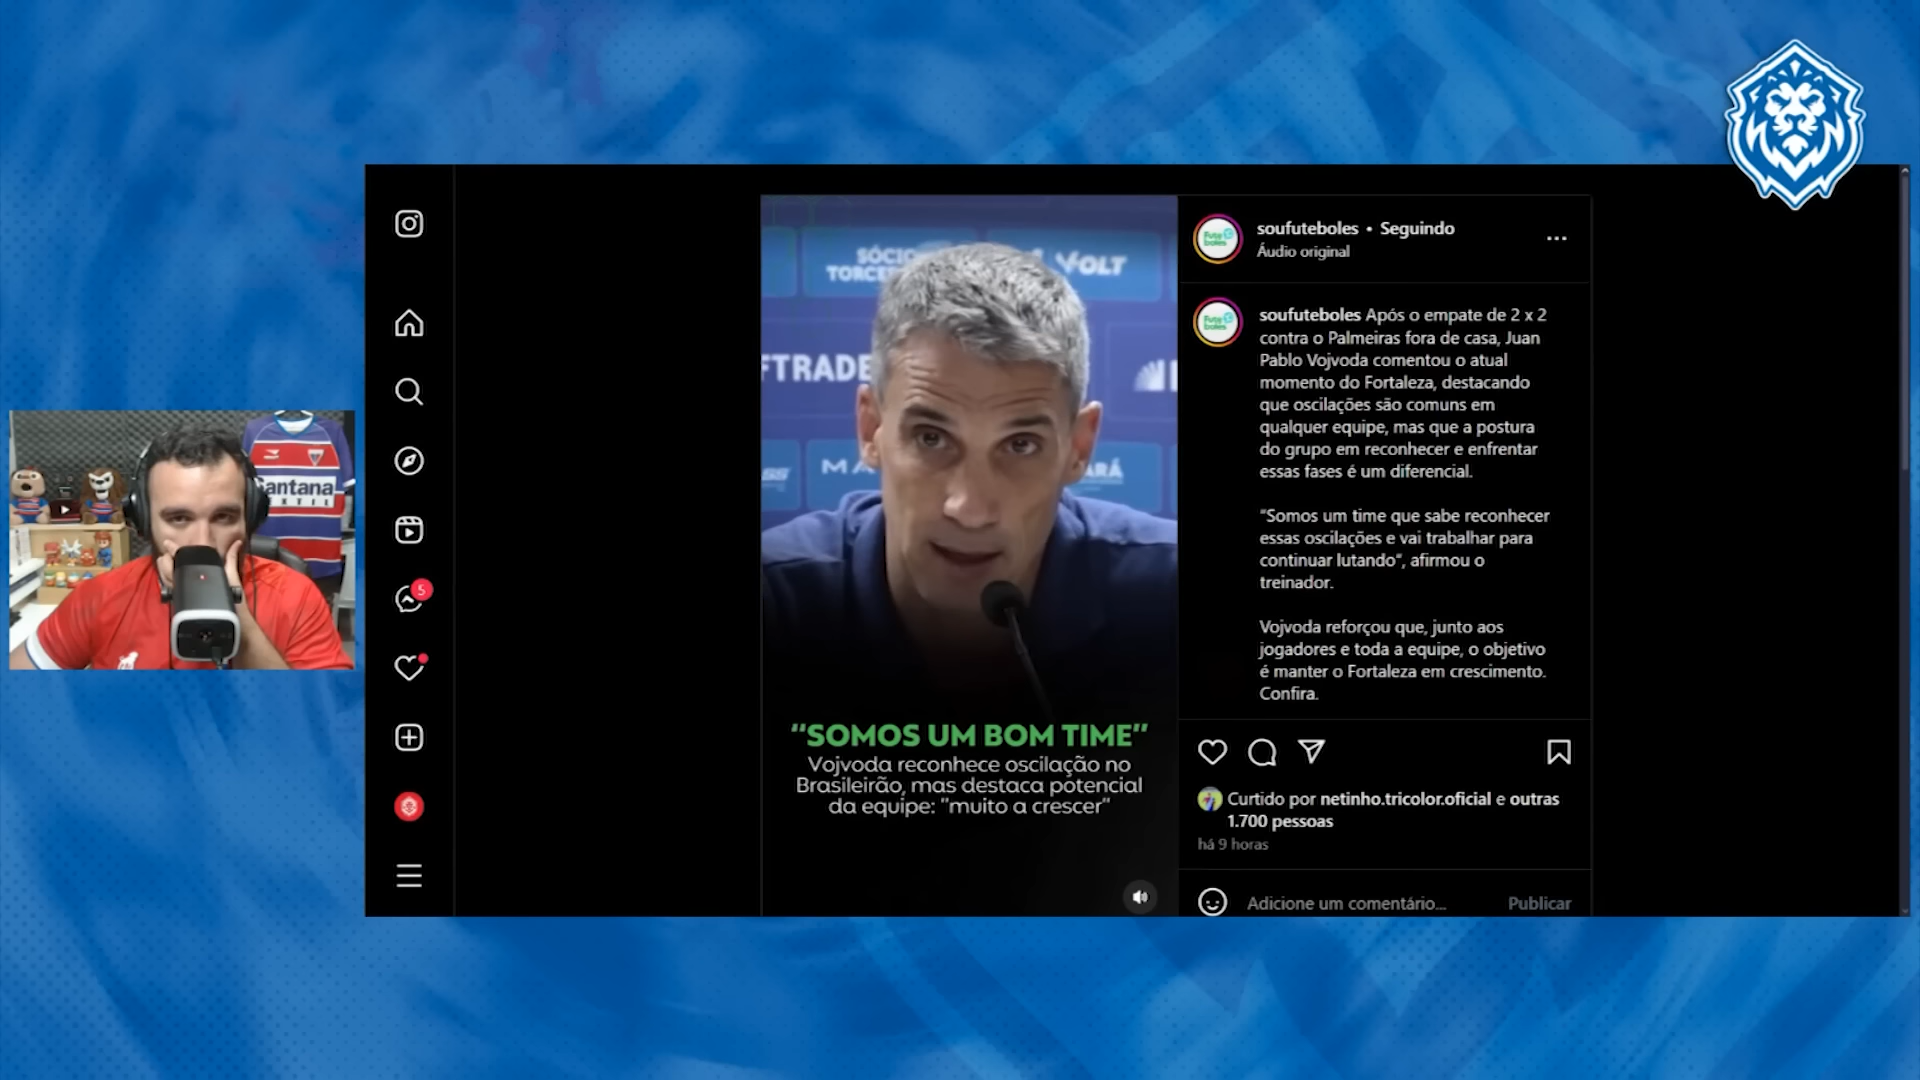 soufuteboles • Seguindo
Áudio original
soufuteboles Após o empate de 2 x 2
contra o Palmeiras fora de casa, Juan
Pablo Vojvoda comentou o atual
momento do Fortaleza, destacando
que oscilações são comuns em
qualquer equipe, mas que a postura
do grupo em reconhecer e enfrentar
essas fases é um diferencial.
"Somos um time que sabe reconhecer
essas oscilações e vai trabalhar para
continuar lutando", afirmou o
treinador.
Vojvoda reforçou que, junto aos
jogadores e toda a equipe, o objetivo
é manter o Fortaleza em crescimento.
Confira.
SÓCIO
VOLT
"SOMOS UM BOM TIME"
Vojvoda reconhece oscilação no
Brasileirão, mas destaca potencial
da equipe: "muito a crescer"
Curtido por netinho.tricolor.oficial e outras
1.700 pessoas
há 9 horas
Adicione um comentário...
Publicar
5